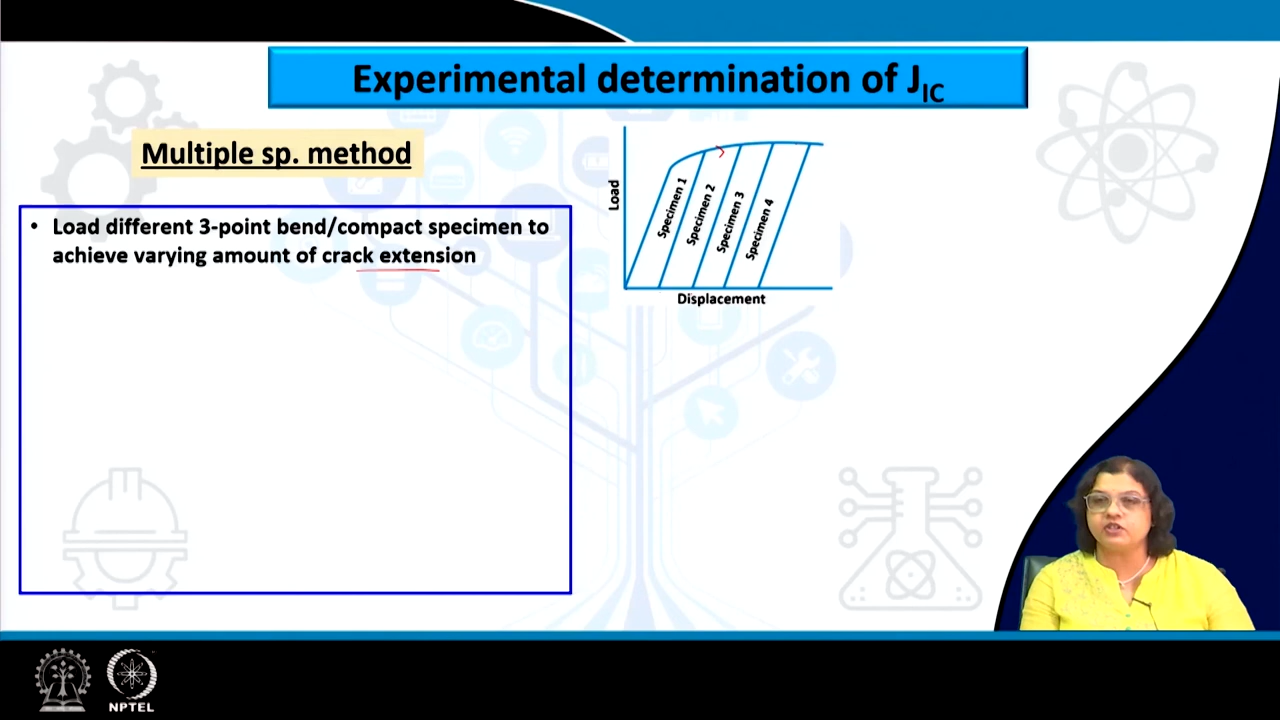 Experimental determination of J_IC
Multiple sp. method
• Load different 3-point bend/compact specimen to
achieve varying amount of crack extension
Load
Specimen 1
Specimen 2
Specimen 3
Specimen 4
Displacement
NPTEL